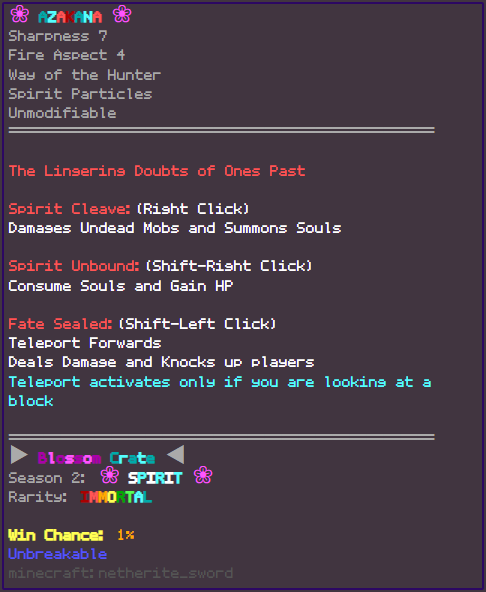 AZAKANA
Sharpness 7
Fire Aspect 4
Way of the Hunter
Spirit Particles
Unmodifiable
The Lingering Doubts of Ones Past
Spirit Cleave: (Right Click)
Damages Undead Mobs and Summons Souls
Spirit Unbound: (Shift-Right Click)
Consume Souls and Gain HP
Fate Sealed: (Shift-Left Click)
Teleport Forwards
Deals Damage and Knocks up players
Teleport activates only if you are looking at a
block
Blossom Crate
Season 2: SPIRIT
Rarity: IMMORTAL
Win Chance: 1%
Unbreakable
minecraft:netherite_sword